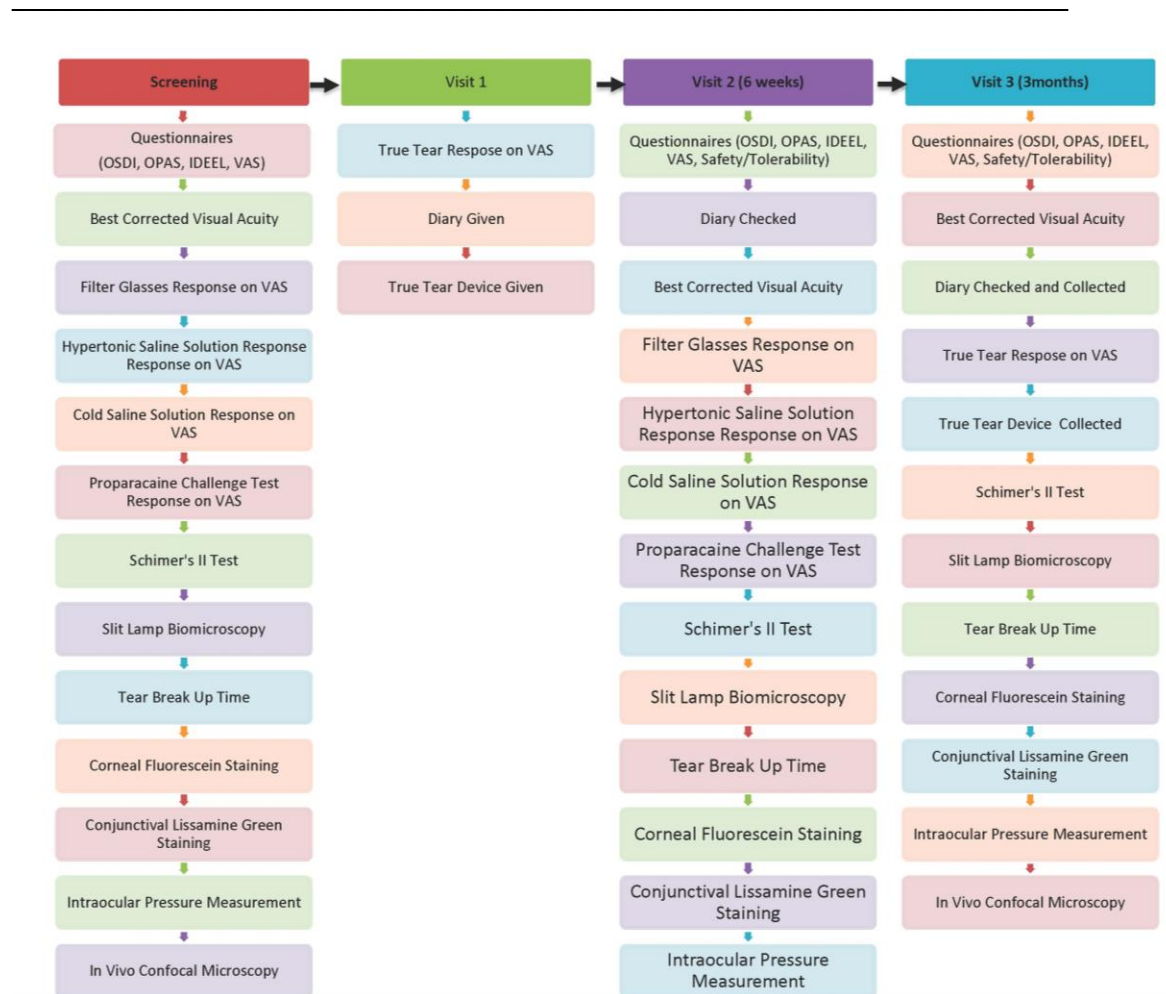 Screening
Questionnaires
(OSDI, OPAS, IDEEL, VAS)
Best Corrected Visual Acuity
Filter Glasses Response on VAS
Hypertonic Saline Solution Response
Response on VAS
Cold Saline Solution Response on
VAS
Proparacaine Challenge Test
Response on VAS
Schimer's II Test
Slit Lamp Biomicroscopy
Tear Break Up Time
Corneal Fluorescein Staining
Conjunctival Lissamine Green
Staining
Intraocular Pressure Measurement
In Vivo Confocal Microscopy
Visit 1
True Tear Respose on VAS
Diary Given
True Tear Device Given
Visit 2 (6 weeks)
Questionnaires (OSDI, OPAS, IDEEL,
VAS, Safety/Tolerability)
Diary Checked
Best Corrected Visual Acuity
Filter Glasses Response on
VAS
Hypertonic Saline Solution
Response Response on VAS
Cold Saline Solution Response
on VAS
Proparacaine Challenge Test
Response on VAS
Schimer's II Test
Slit Lamp Biomicroscopy
Tear Break Up Time
Corneal Fluorescein Staining
Conjunctival Lissamine Green
Staining
Intraocular Pressure
Measurement
Visit 3 (3months)
Questionnaires (OSDI, OPAS, IDEEL,
VAS, Safety/Tolerability)
Best Corrected Visual Acuity
Diary Checked and Collected
True Tear Respose on VAS
True Tear Device Collected
Schimer's II Test
Slit Lamp Biomicroscopy
Tear Break Up Time
Corneal Fluorescein Staining
Conjunctival Lissamine Green
Staining
Intraocular Pressure Measurement
In Vivo Confocal Microscopy